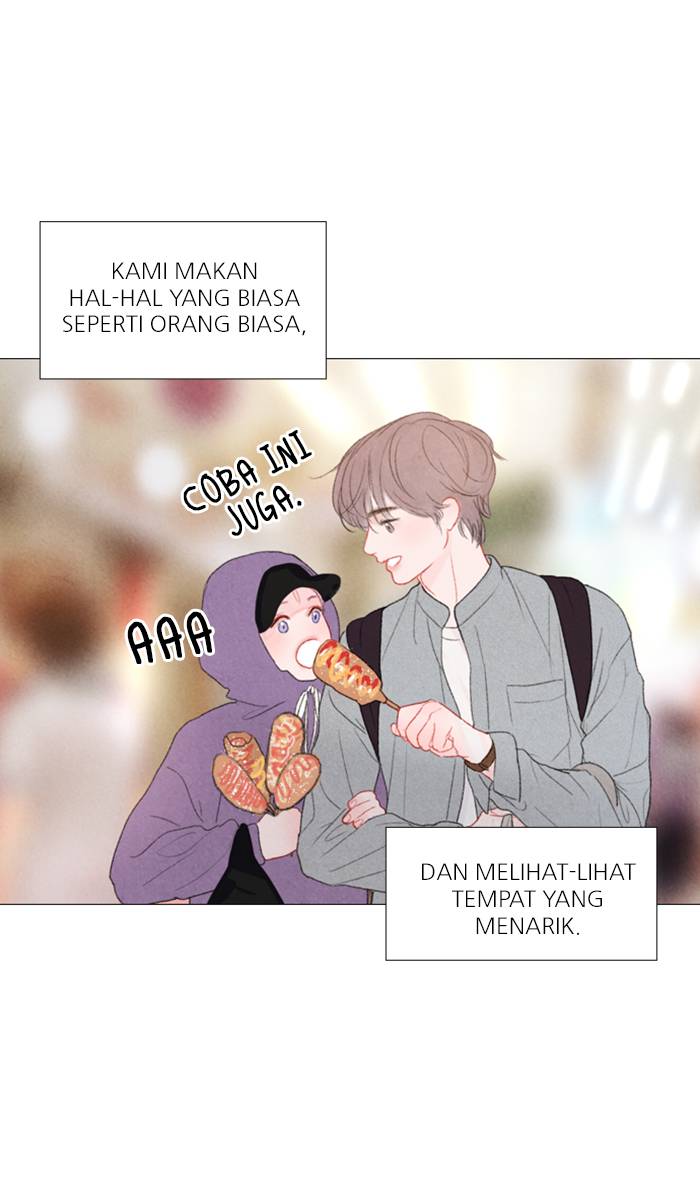 KAMI MAKAN
HAL-HAL YANG BIASA
SEPERTI ORANG BIASA,
COBA INI
JUGA.
AAA
DAN MELIHAT-LIHAT
TEMPAT YANG
MENARIK.